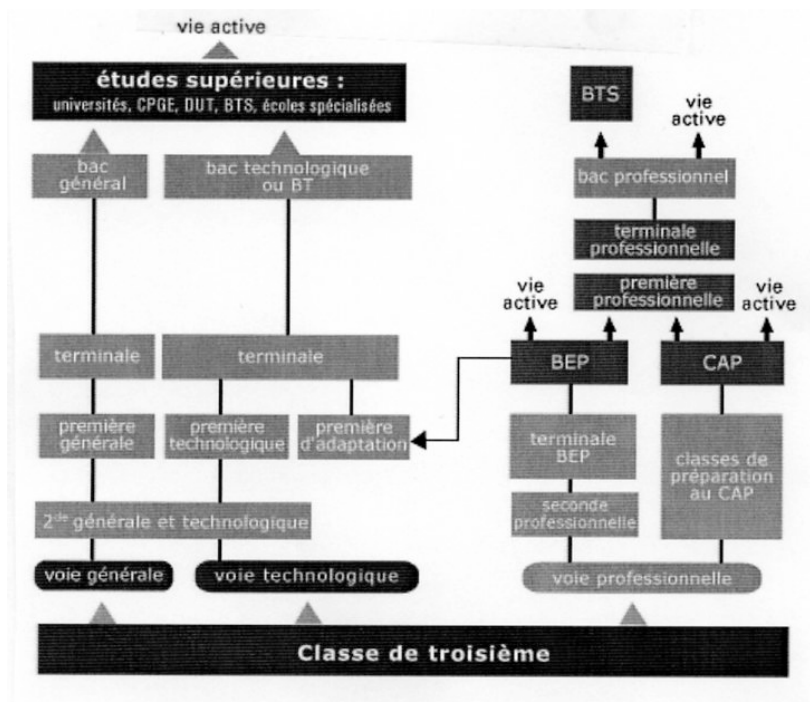 vie active
études supérieures :
universités, CPGE, DUT, BTS, écoles spécialisées
BTS
vie
active
bac
général
bac technologique
ou BT
bac professionnel
terminale
professionnelle
première
professionnelle
vie
active
vie
active
terminale
terminale
BEP
CAP
première
générale
première
technologique
première
d'adaptation
terminale
BEP
classes de
préparation
au CAP
seconde
professionnelle
2de générale et technologique
voie générale
voie technologique
voie professionnelle
Classe de troisième